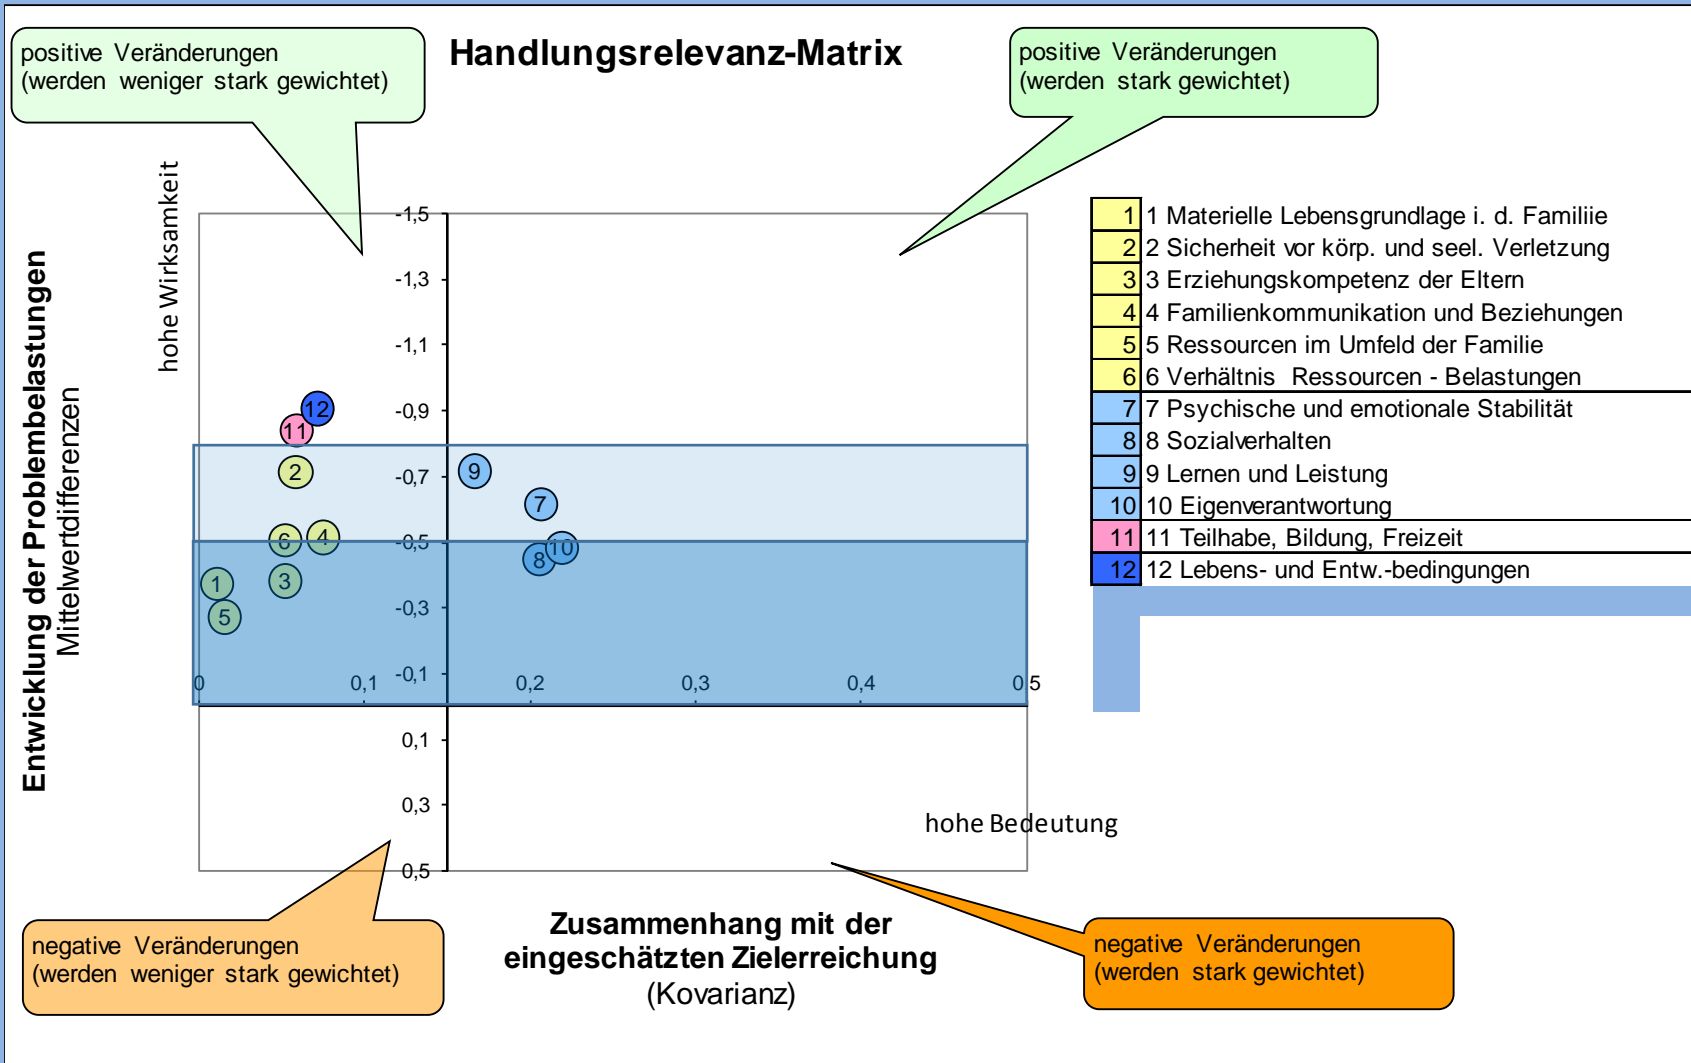 Handlungsrelevanz-Matrix
positive Veränderungen
(werden weniger stark gewichtet)
positive Veränderungen
(werden stark gewichtet)
hohe Wirksamkeit
Entwicklung der Problembelastungen
Mittelwertdifferenzen
-1,5
-1,3
-1,1
-0,9
-0,7
-0,5
-0,3
-0,1
0,1
0,3
0,5
0
0,1
0,2
0,3
0,4
0,5
12
11
2
9
7
6
4
10
8
1
3
5
1 1 Materielle Lebensgrundlage i. d. Familiie
2 2 Sicherheit vor körp. und seel. Verletzung
3 3 Erziehungskompetenz der Eltern
4 4 Familienkommunikation und Beziehungen
5 5 Ressourcen im Umfeld der Familie
6 6 Verhältnis Ressourcen - Belastungen
7 7 Psychische und emotionale Stabilität
8 8 Sozialverhalten
9 9 Lernen und Leistung
10 10 Eigenverantwortung
11 11 Teilhabe, Bildung, Freizeit
12 12 Lebens- und Entw.-bedingungen
hohe Bedeutung
Zusammenhang mit der
eingeschätzten Zielerreichung
(Kovarianz)
negative Veränderungen
(werden weniger stark gewichtet)
negative Veränderungen
(werden stark gewichtet)